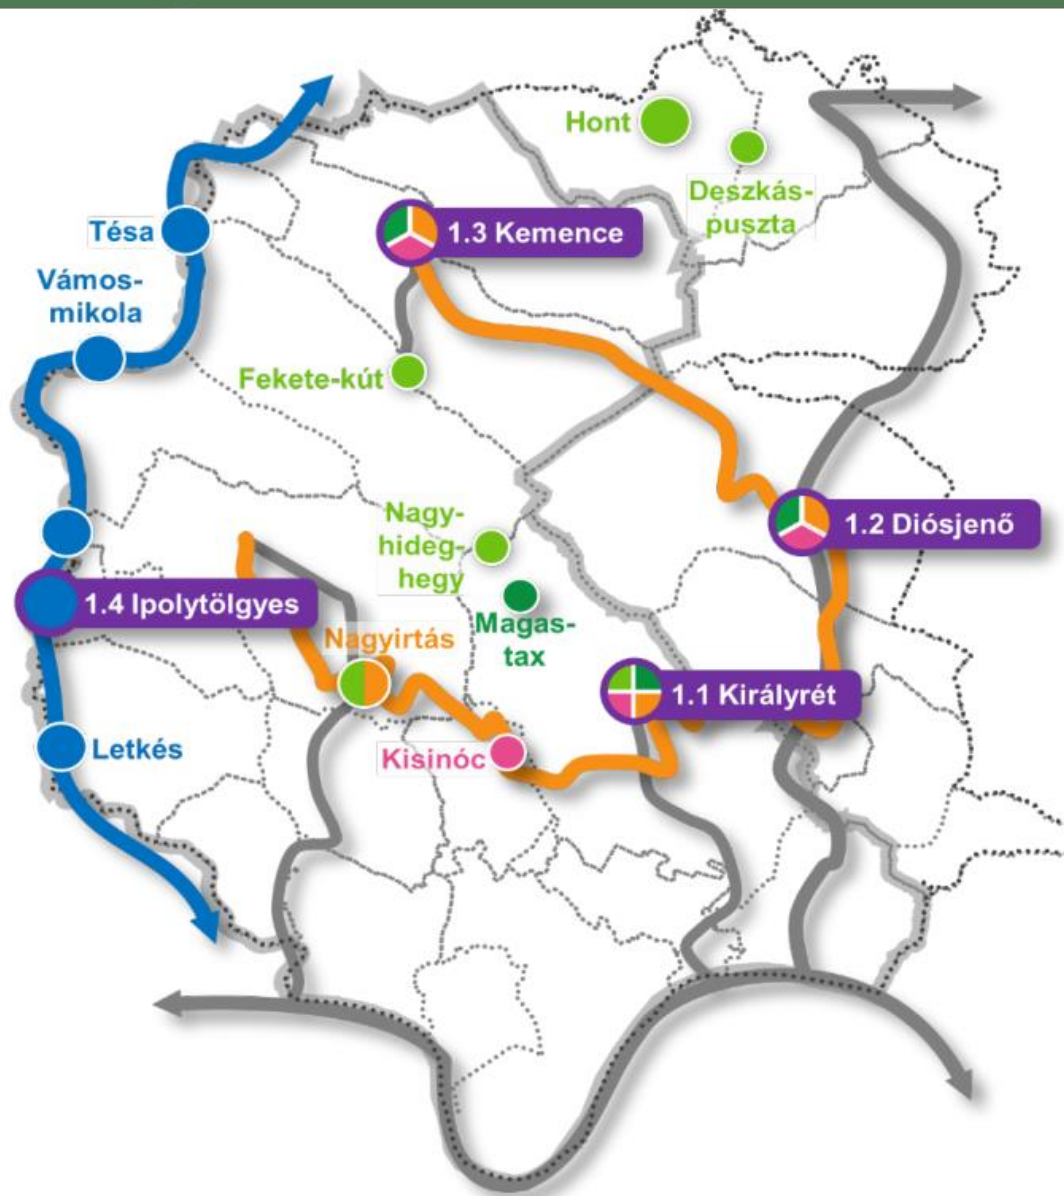 Hont
Deszkás-
puszta
Tésa
1.3 Kemence
Vámos-
mikola
Fekete-kút
Nagy-
hideg-
hegy
1.2 Diósjenő
1.4 Ipolytölgyes
Magas-
tax
Nagyirtás
1.1 Királyrét
Letkés
Kisinóc